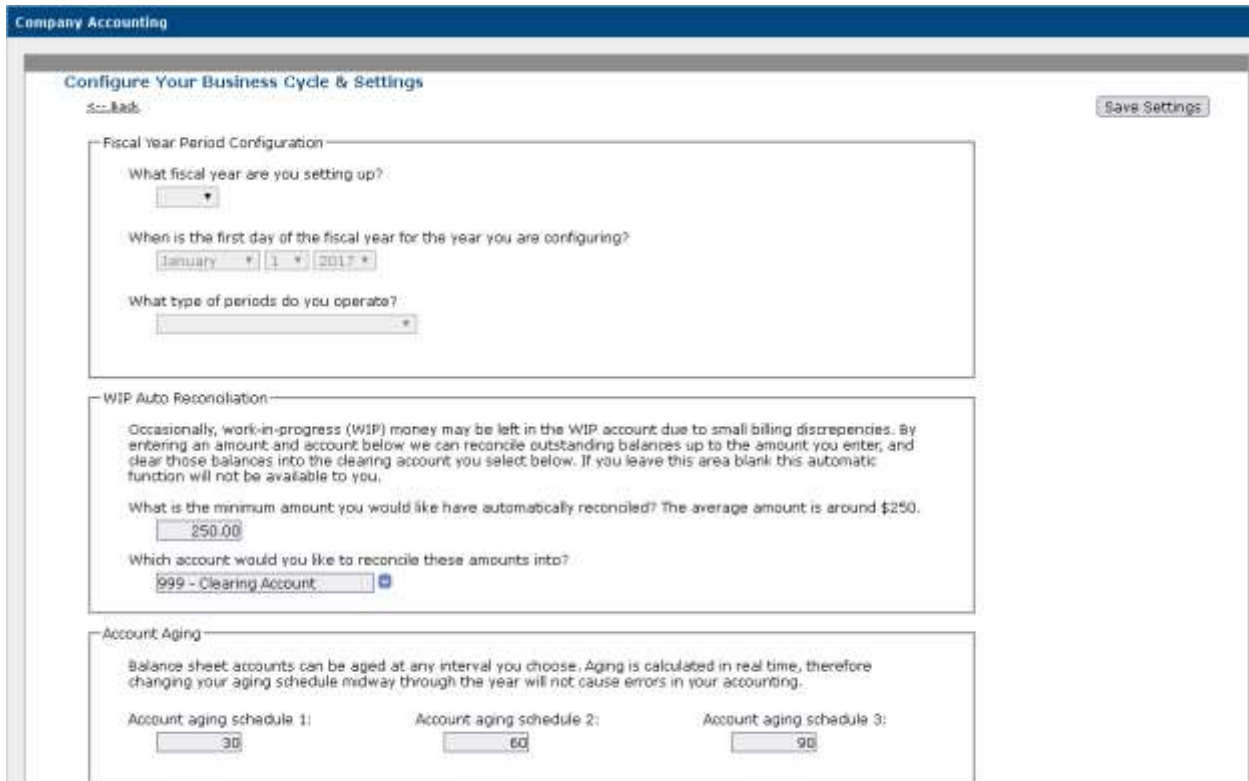 Company Accounting
Configure Your Business Cycle & Settings
<-- Back
Save Settings
Fiscal Year Period Configuration
What fiscal year are you setting up?
When is the first day of the fiscal year for the year you are configuring?
January 1 2017
What type of periods do you operate?
WIP Auto Reconciliation
Occasionally, work-in-progress (WIP) money may be left in the WIP account due to small billing discrepencies. By
entering an amount and account below we can reconcile outstanding balances up to the amount you enter, and
clear those balances into the clearing account you select below. If you leave this area blank this automatic
function will not be available to you.
What is the minimum amount you would like have automatically reconciled? The average amount is around $250.
250.00
Which account would you like to reconcile these amounts into?
999 - Clearing Account
Account Aging
Balance sheet accounts can be aged at any interval you choose. Aging is calculated in real time, therefore
changing your aging schedule midway through the year will not cause errors in your accounting.
Account aging schedule 1: Account aging schedule 2: Account aging schedule 3:
30 60 90